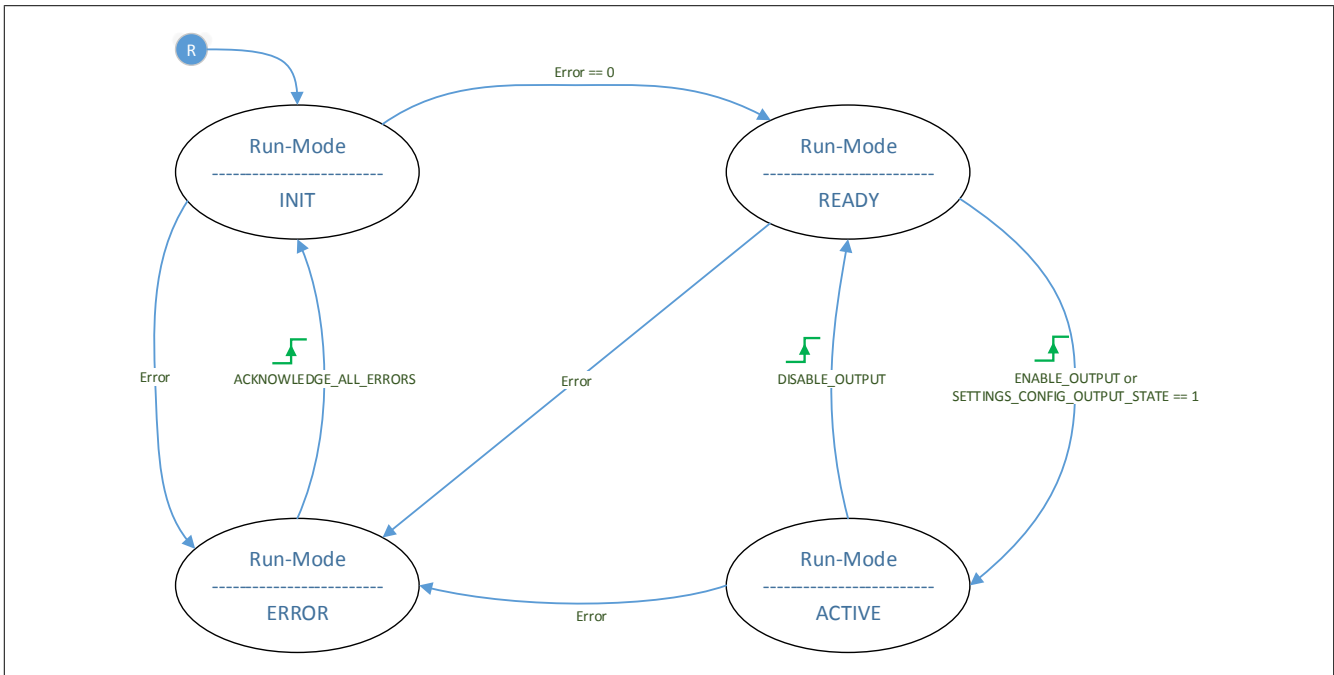 R
Error == 0
Run-Mode
-------------------------
INIT
Run-Mode
-------------------------
READY
Error
ACKNOWLEDGE_ALL_ERRORS
Error
DISABLE_OUTPUT
ENABLE_OUTPUT or
SETTINGS_CONFIG_OUTPUT_STATE == 1
Run-Mode
-------------------------
ERROR
Error
Run-Mode
-------------------------
ACTIVE